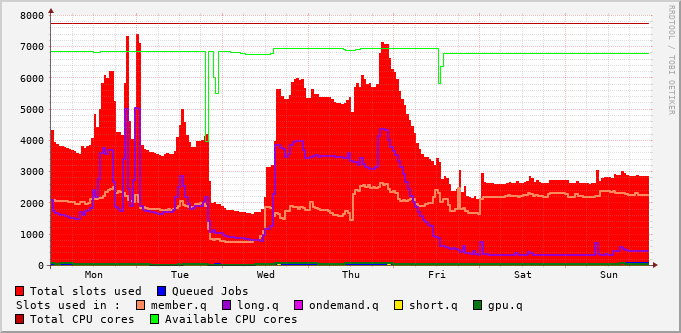 8000
7000
6000
5000
4000
3000
2000
1000
0
Mon Tue Wed Thu Fri Sat Sun
RRDTOOL / TOBI OETIKER
Total slots used Queued Jobs
Slots used in : member.q long.q ondemand.q short.q gpu.q
Total CPU cores Available CPU cores